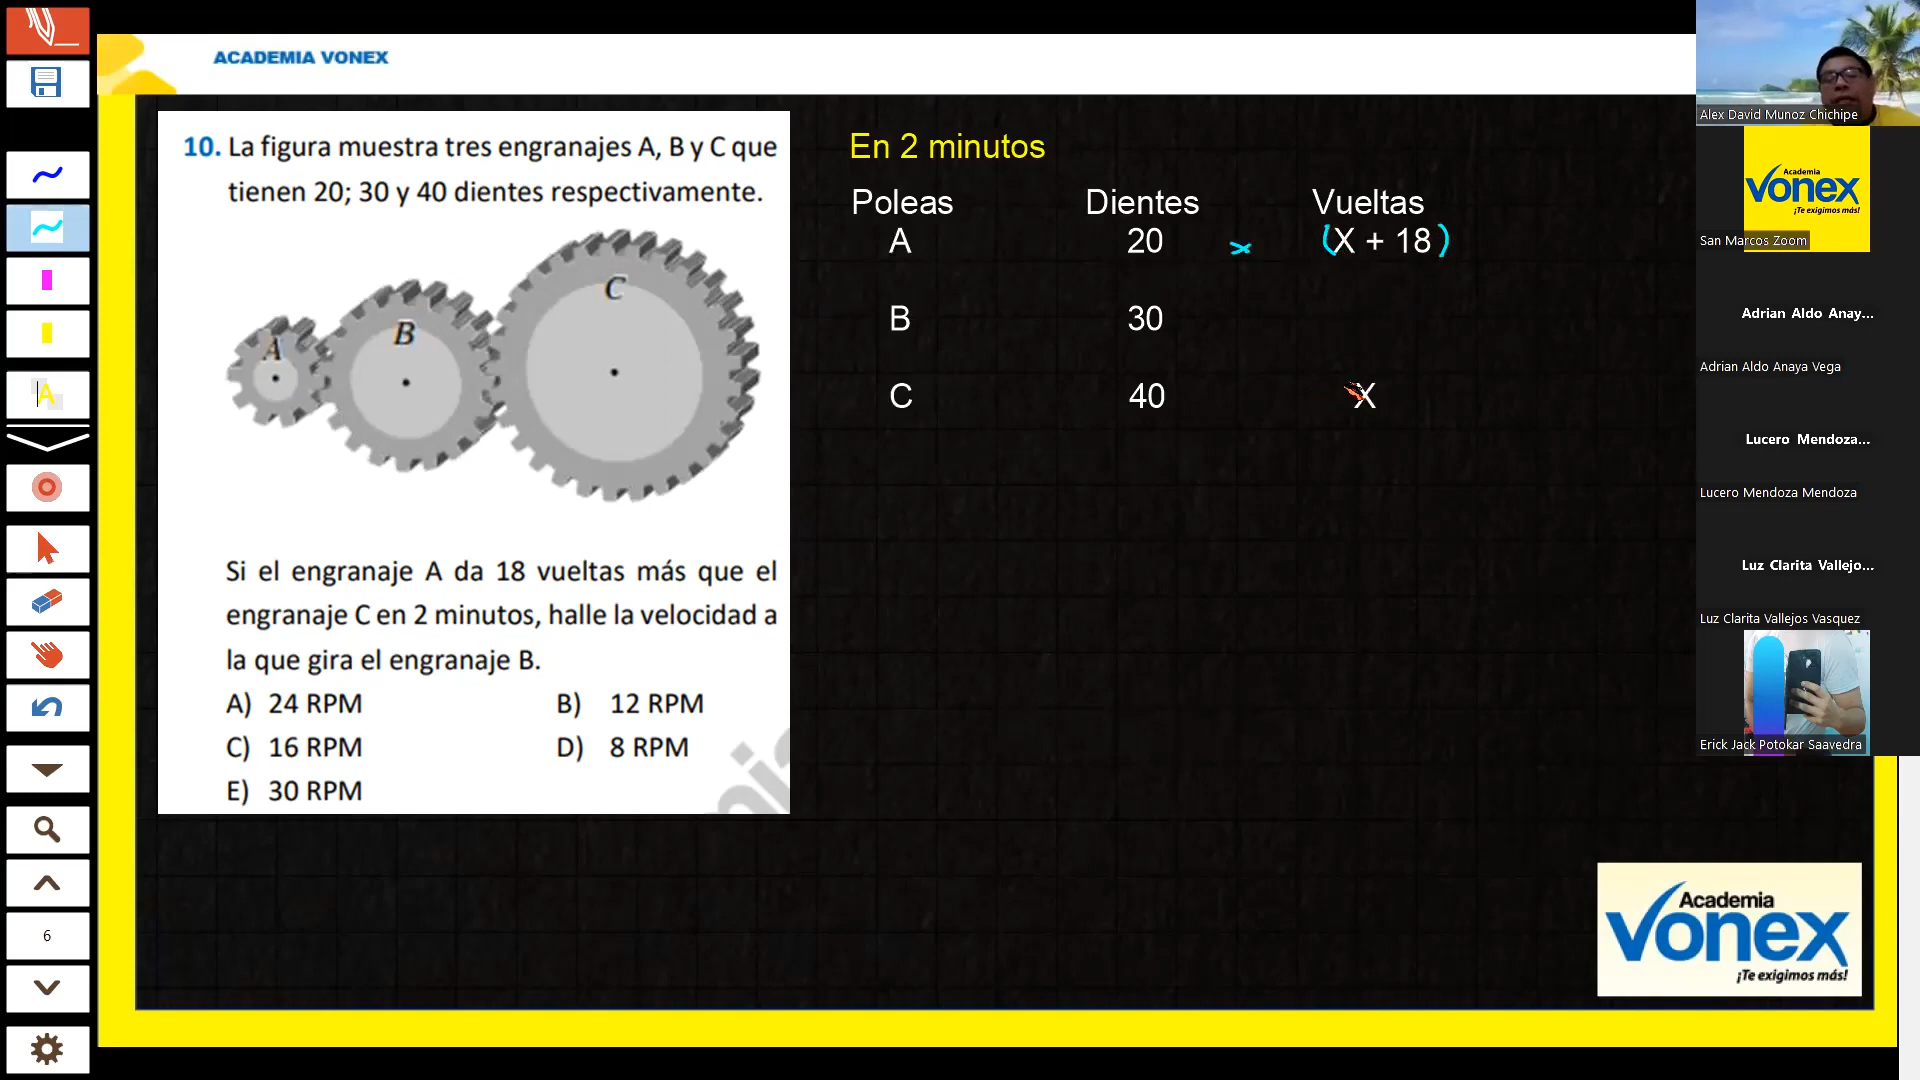 ACADEMIA VONEX
10. La figura muestra tres engranajes A, B y C que
tienen 20; 30 y 40 dientes respectivamente.
A
B
C
Si el engranaje A da 18 vueltas más que el
engranaje C en 2 minutos, halle la velocidad a
la que gira el engranaje B.
A) 24 RPM B) 12 RPM
C) 16 RPM D) 8 RPM
E) 30 RPM
En 2 minutos
Poleas Dientes Vueltas
A 20 × (X + 18)
B 30
C 40 X
Academia
Vonex
¡Te exigimos más!
Alex David Munoz Chichipe
Academia
Vonex
¡Te exigimos más!
San Marcos Zoom
Adrian Aldo Anay...
Adrian Aldo Anaya Vega
Lucero Mendoza...
Lucero Mendoza Mendoza
Luz Clarita Vallejo...
Luz Clarita Vallejos Vasquez
Erick Jack Potokar Saavedra
A
6